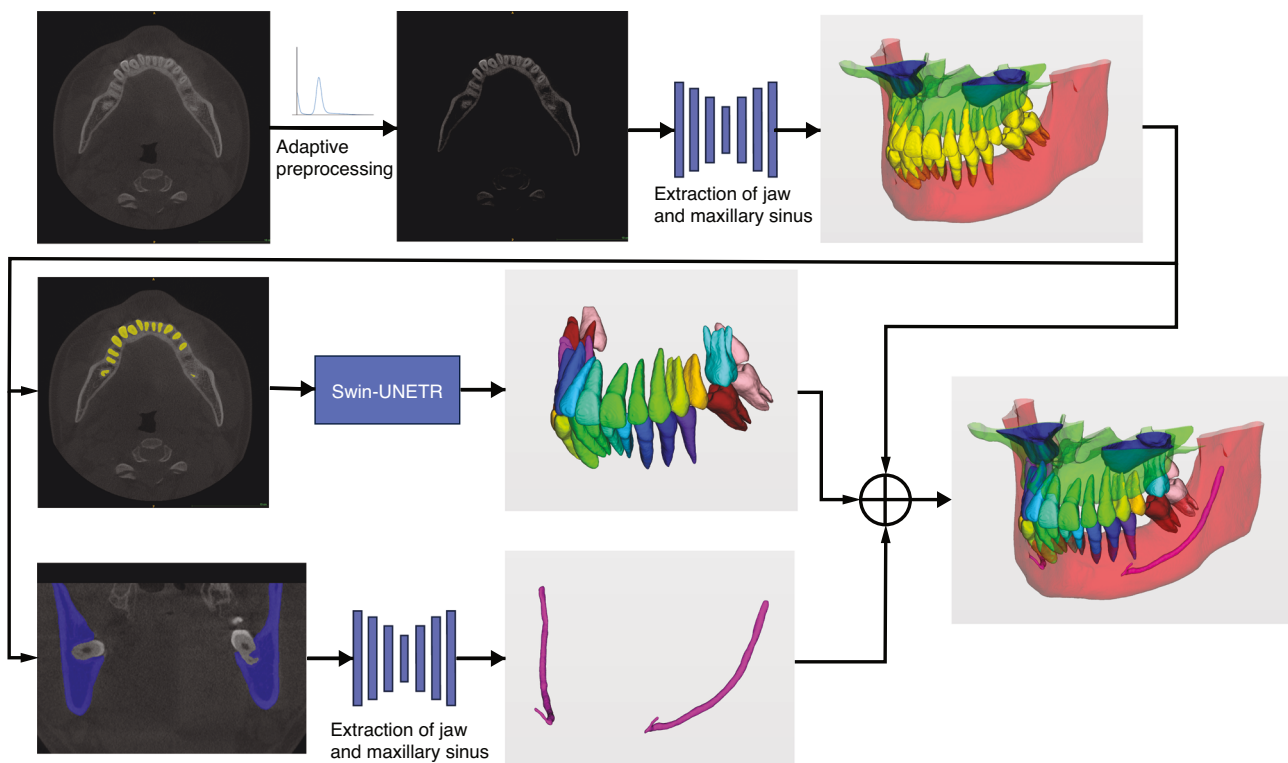 Adaptive
preprocessing
Extraction of jaw
and maxillary sinus
Swin-UNETR
Extraction of jaw
and maxillary sinus